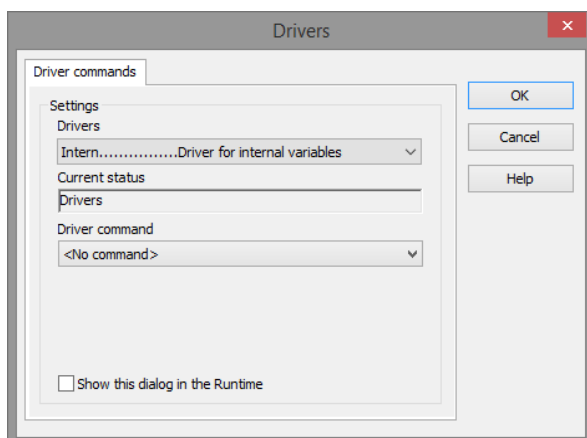 Drivers
Driver commands
Settings
Drivers
Intern................Driver for internal variables
Current status
Drivers
Driver command
<No command>
Show this dialog in the Runtime
OK
Cancel
Help